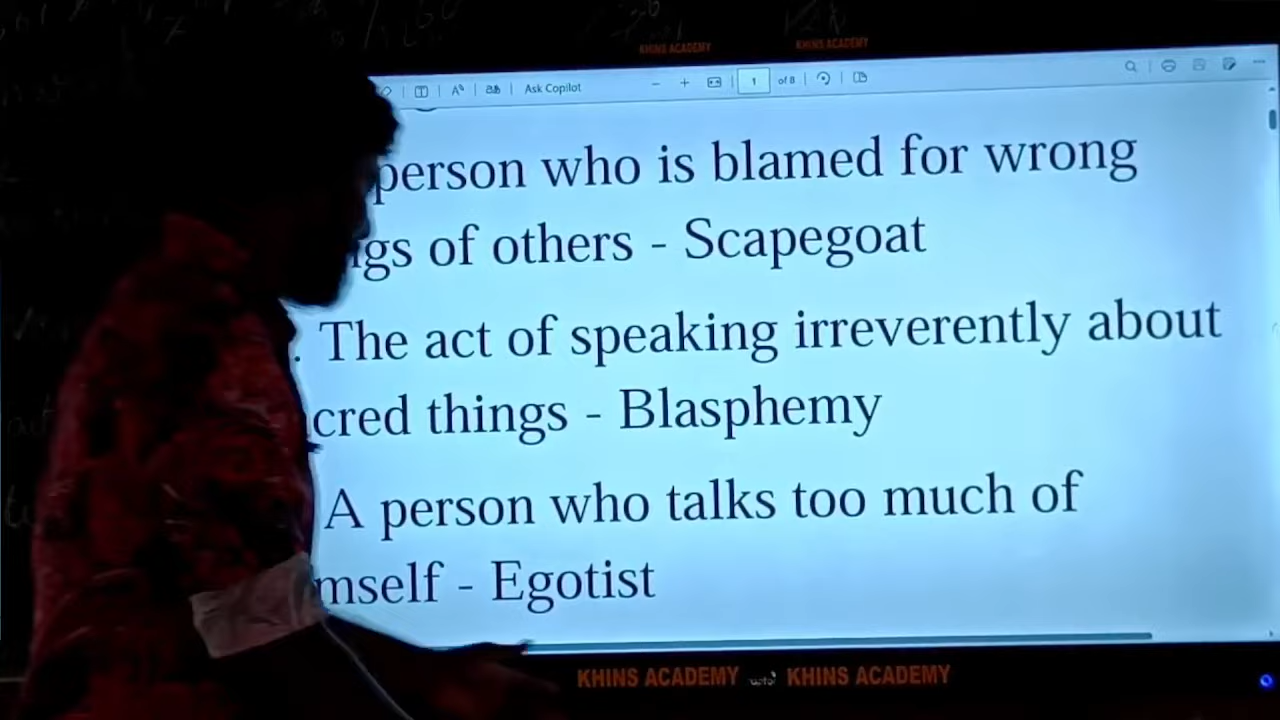 KHINS ACADEMY KHINS ACADEMY
Ask Copilot 1 of 8
person who is blamed for wrong
ngs of others - Scapegoat
. The act of speaking irreverently about
cred things - Blasphemy
A person who talks too much of
mself - Egotist
KHINS ACADEMY KHINS ACADEMY